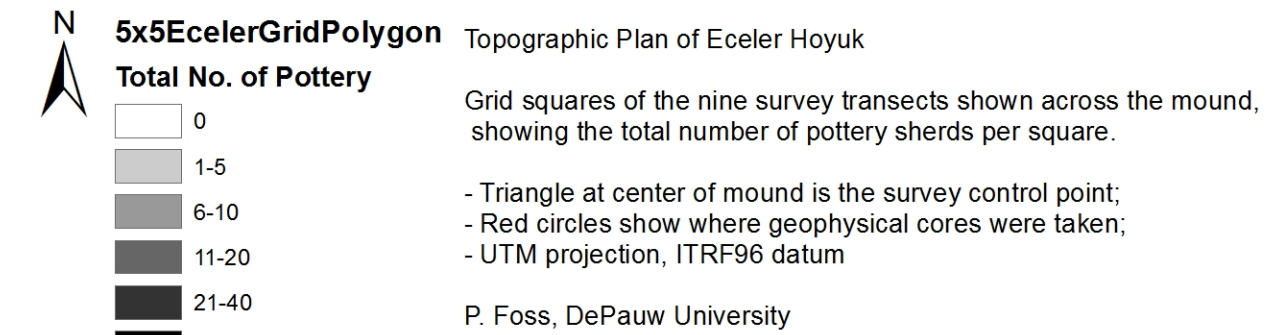 N
5x5EcelerGridPolygon
Total No. of Pottery
0
1-5
6-10
11-20
21-40
Topographic Plan of Eceler Hoyuk
Grid squares of the nine survey transects shown across the mound,
showing the total number of pottery sherds per square.
- Triangle at center of mound is the survey control point;
- Red circles show where geophysical cores were taken;
- UTM projection, ITRF96 datum
P. Foss, DePauw University